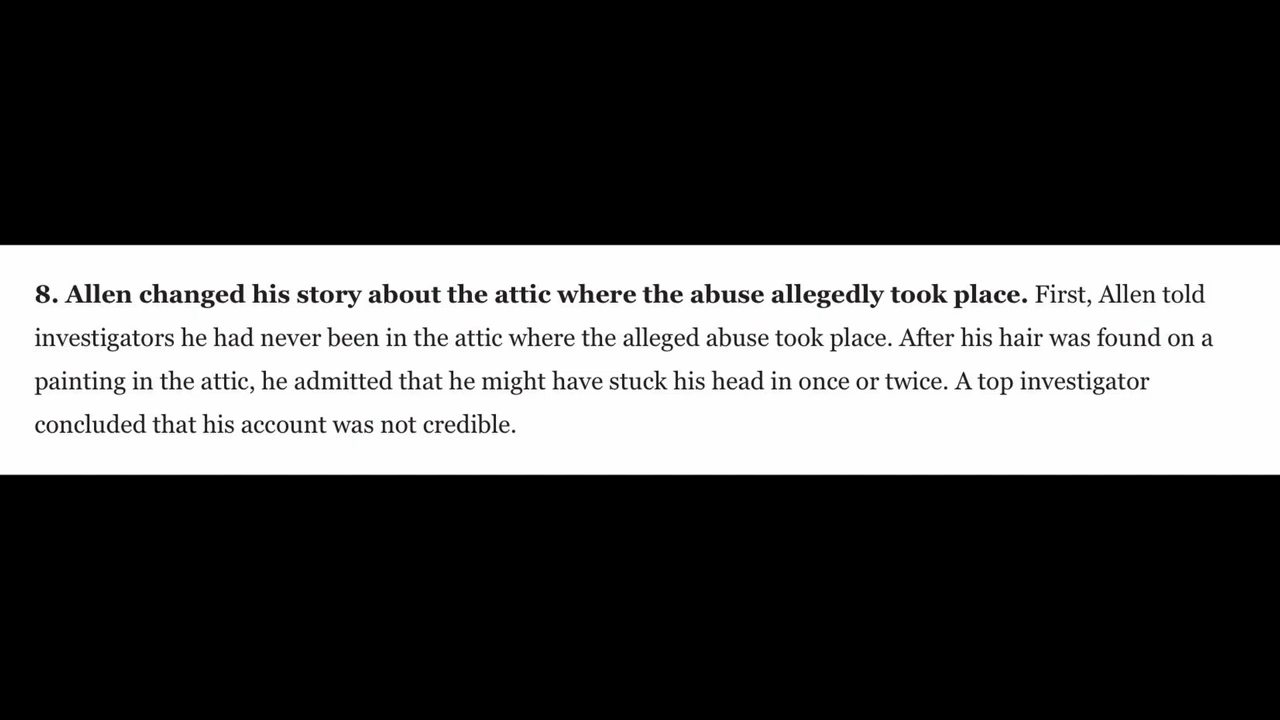 8. Allen changed his story about the attic where the abuse allegedly took place. First, Allen told
investigators he had never been in the attic where the alleged abuse took place. After his hair was found on a
painting in the attic, he admitted that he might have stuck his head in once or twice. A top investigator
concluded that his account was not credible.